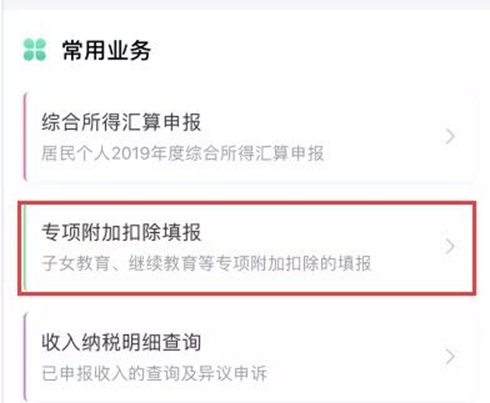 常用业务
综合所得汇算申报
居民个人2019年度综合所得汇算申报
专项附加扣除填报
子女教育、继续教育等专项附加扣除的填报
收入纳税明细查询
已申报收入的查询及异议申诉